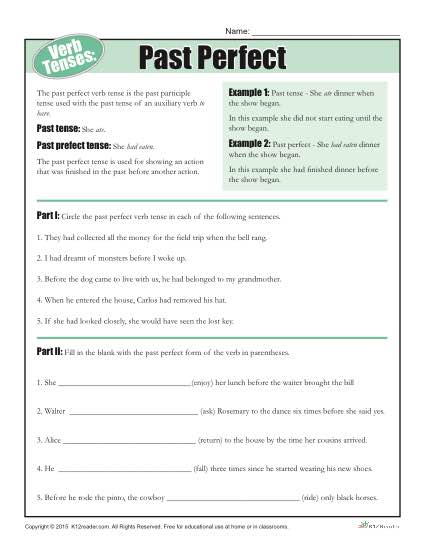 Name:
Verb Tenses:
Past Perfect
The past perfect verb tense is the past participle
tense used with the past tense of an auxiliary verb to
have.
Past tense: She ate.
Past prefect tense: She had eaten.
The past perfect tense is used for showing an action
that was finished in the past before another action.
Example 1: Past tense - She ate dinner when
the show began.
In this example she did not start eating until the
show began.
Example 2: Past perfect - She had eaten dinner
when the show began.
In this example she had finished dinner before
the show began.
Part I: Circle the past perfect verb tense in each of the following sentences.
1. They had collected all the money for the field trip when the bell rang.
2. I had dreamt of monsters before I woke up.
3. Before the dog came to live with us, he had belonged to my grandmother.
4. When he entered the house, Carlos had removed his hat.
5. If she had looked closely, she would have seen the lost key.
Part II: Fill in the blank with the past perfect form of the verb in parentheses.
1. She ______________________________ (enjoy) her lunch before the waiter brought the bill
2. Walter ______________________________ (ask) Rosemary to the dance six times before she said yes.
3. Alice ______________________________ (return) to the house by the time her cousins arrived.
4. He ______________________________ (fall) three times since he started wearing his new shoes.
5. Before he rode the pinto, the cowboy ______________________________ (ride) only black horses.
Copyright © 2015 K12reader.com. All Rights Reserved. Free for educational use at home or in classrooms.
K12Reader